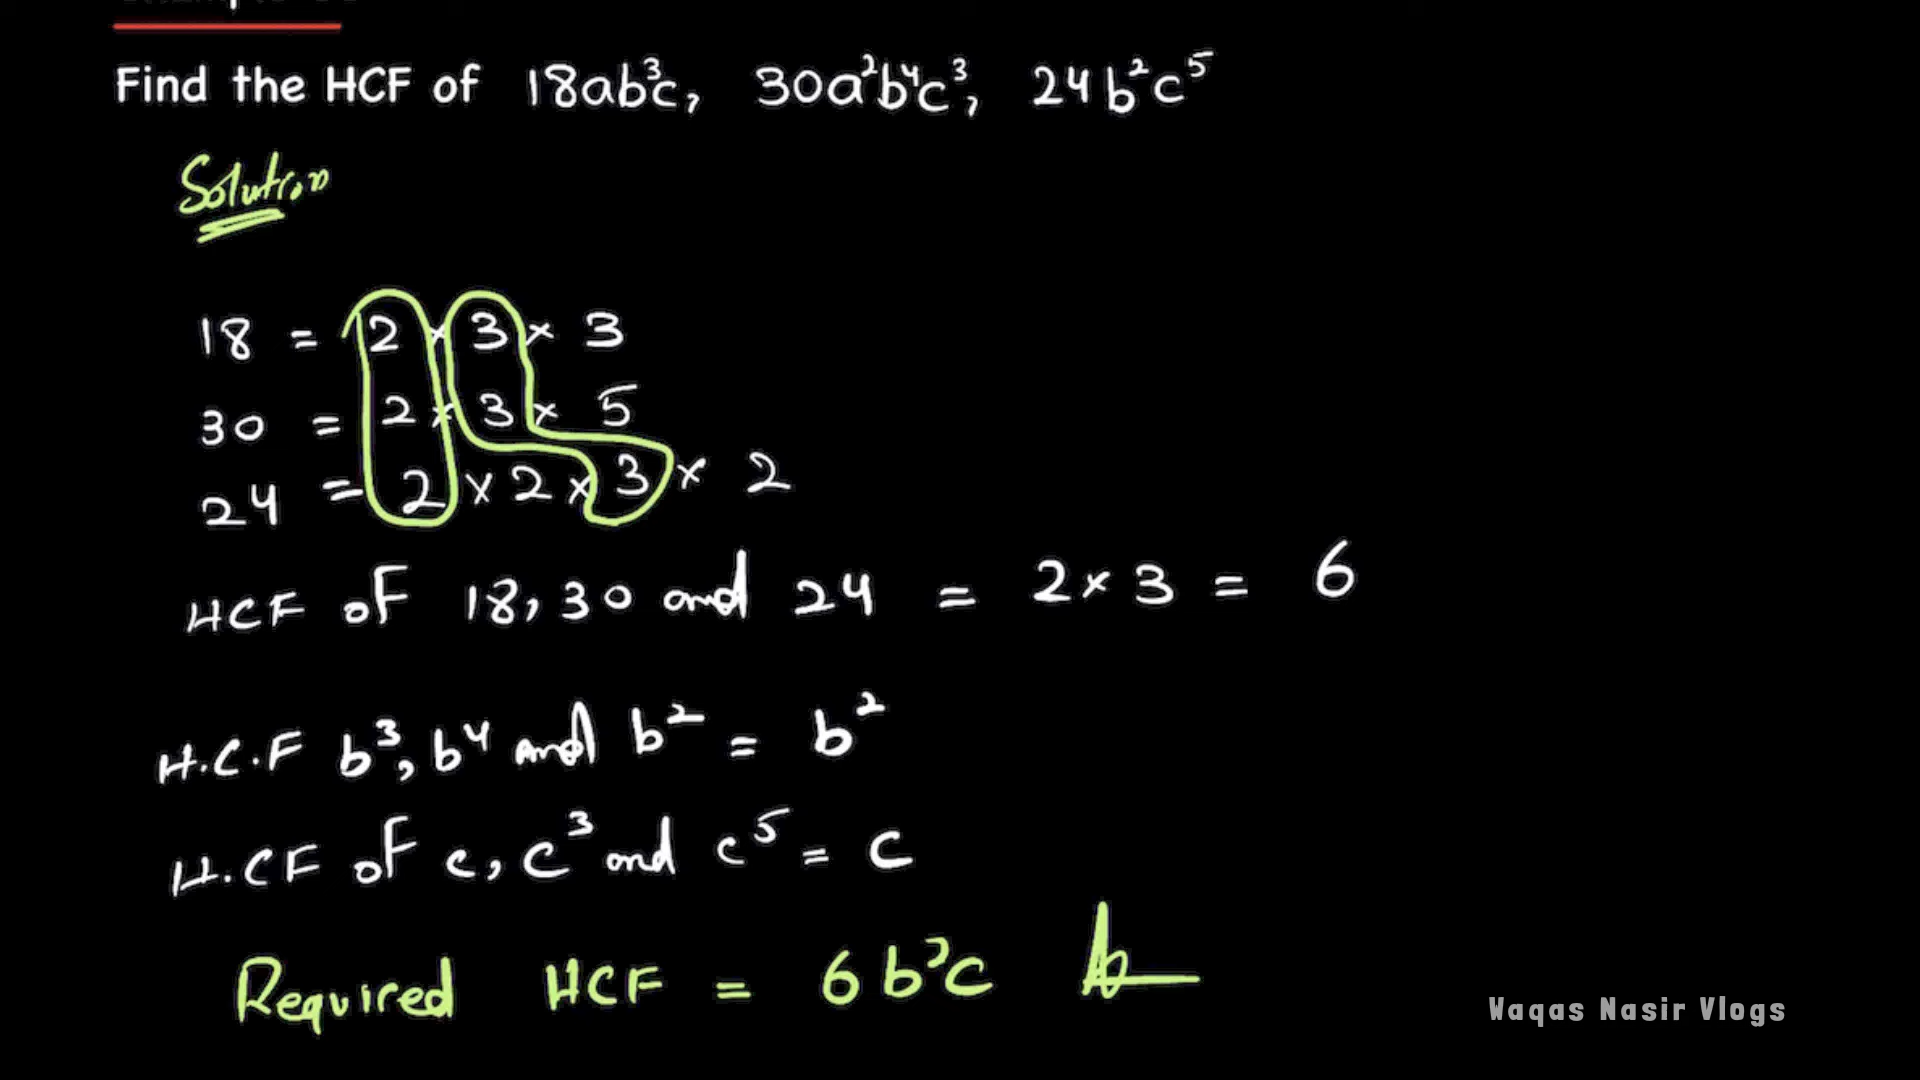 Find the HCF of 18ab³c, 30a²b⁴c³, 24b²c⁵
Solution
18 = 2 × 3 × 3
30 = 2 × 3 × 5
24 = 2 × 2 × 3 × 2
HCF of 18, 30 and 24 = 2 × 3 = 6
H.C.F b³, b⁴ and b² = b²
H.CF of c, c³ and c⁵ = c
Required HCF = 6b²c
Waqas Nasir Vlogs